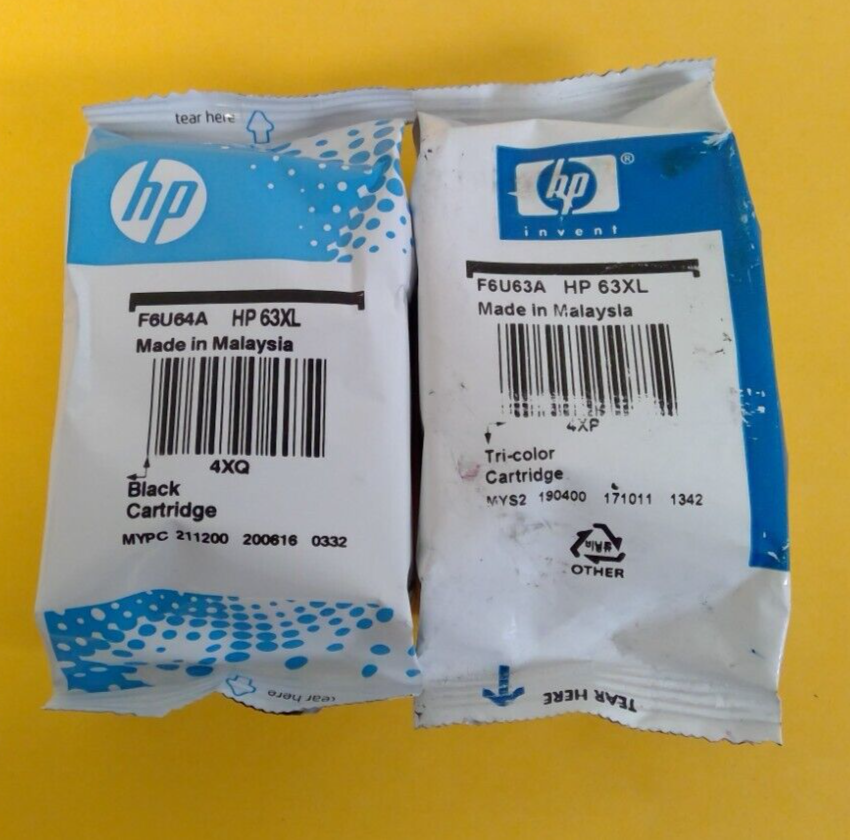 tear here
hp
F6U64A HP 63XL
Made in Malaysia
4XQ
Black
Cartridge
MYPC 211200 200616 0332
tear here
hp ®
invent
F6U63A HP 63XL
Made in Malaysia
4XP
Tri-color
Cartridge
MYS2 190400 171011 1342
OTHER
TEAR HERE